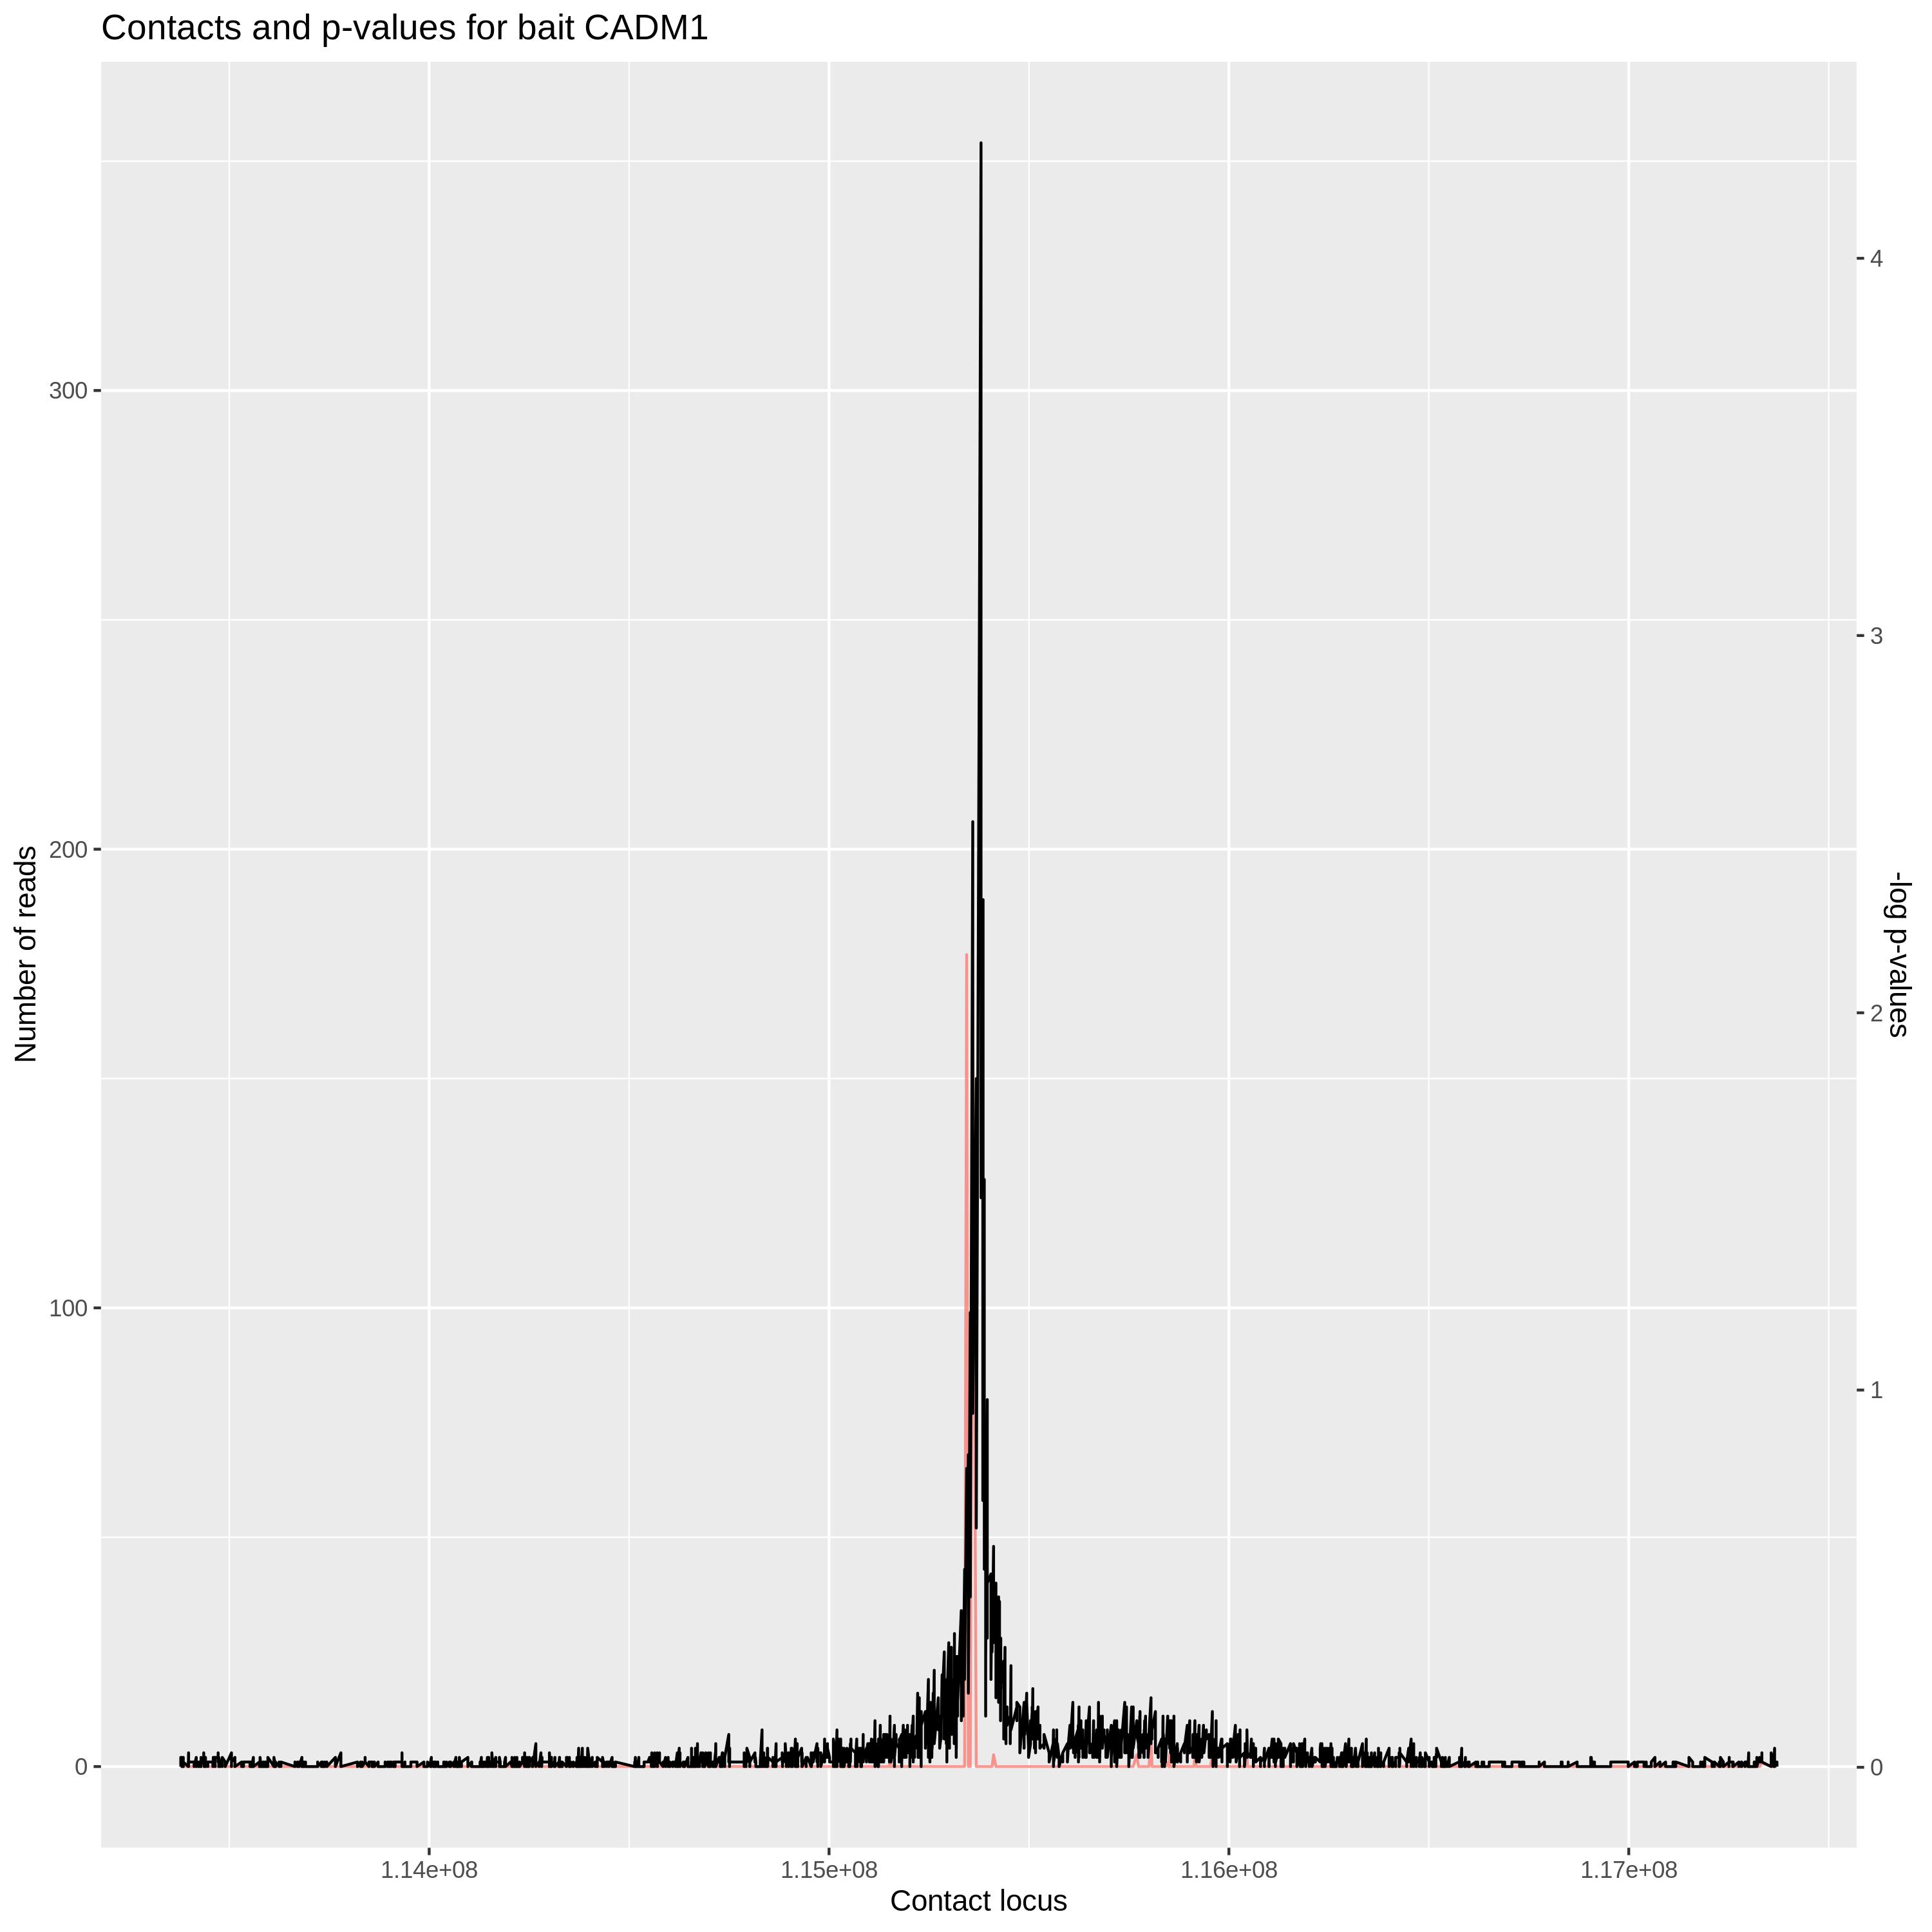 Contacts and p-values for bait CADM1
300
200
100
0
Number of reads
4
3
2
1
0
-log p-values
1.14e+08 1.15e+08 1.16e+08 1.17e+08
Contact locus